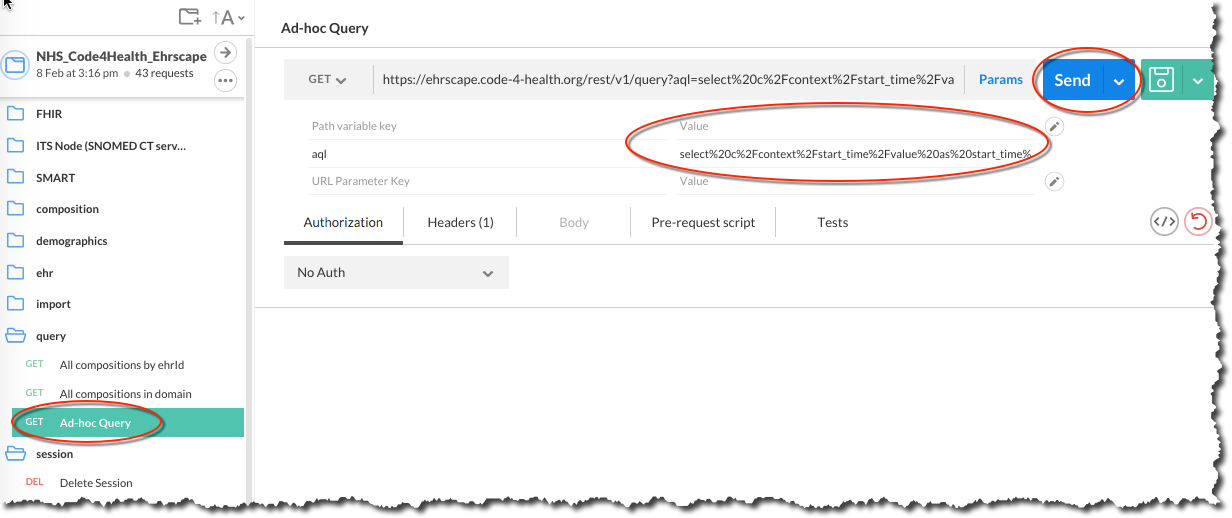 A
NHS_Code4Health_Ehrscape
8 Feb at 3:16 pm ● 43 requests
FHIR
ITS Node (SNOMED CT serv...
SMART
composition
demographics
ehr
import
query
GET All compositions by ehrId
GET All compositions in domain
GET Ad-hoc Query
session
DEL Delete Session
Ad-hoc Query
GET https://ehrscape.code-4-health.org/rest/v1/query?aql=select%20c%2Fcontext%2Fstart_time%2Fva Params Send
Path variable key Value
aql select%20c%2Fcontext%2Fstart_time%2Fvalue%20as%20start_time%
URL Parameter Key Value
Authorization Headers (1) Body Pre-request script Tests
No Auth